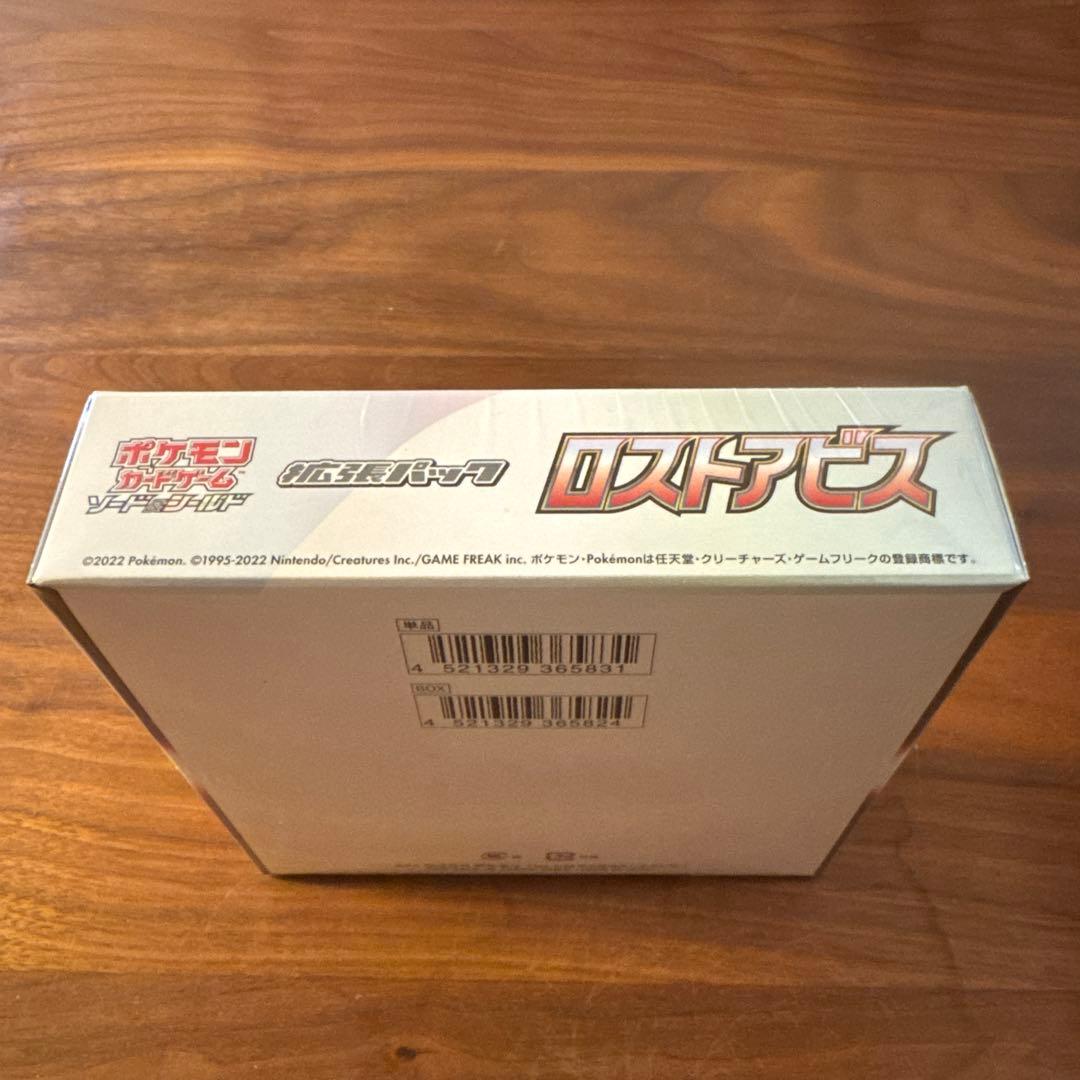 ポケモン
カードゲーム
ソード&シールド
拡張パック
ロストアビス
©2022 Pokémon. ©1995-2022 Nintendo/Creatures Inc./GAME FREAK inc. ポケモン・Pokémonは任天堂・クリーチャーズ・ゲームフリークの登録商標です。
単品
4 521329 365831
BOX
4 521329 365824